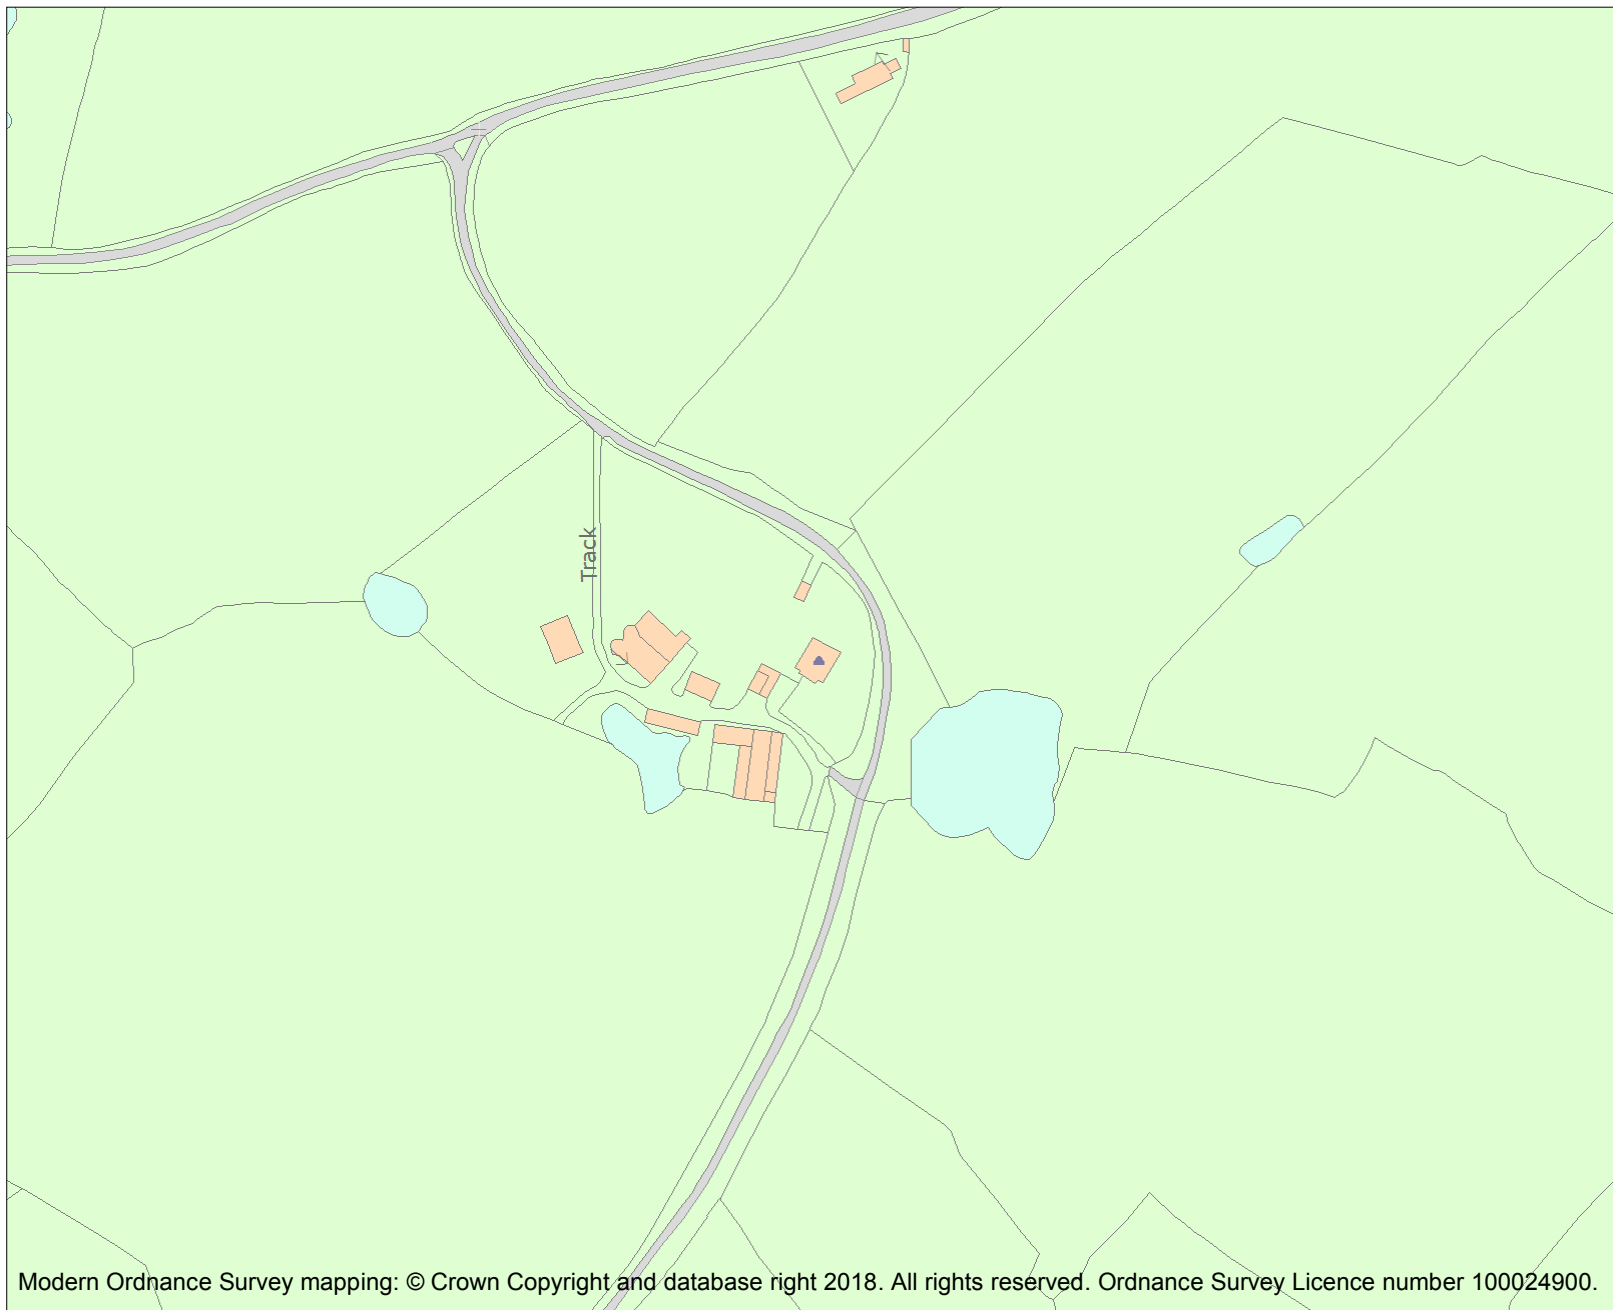 Track
Modern Ordnance Survey mapping: © Crown Copyright and database right 2018. All rights reserved. Ordnance Survey Licence number 100024900.